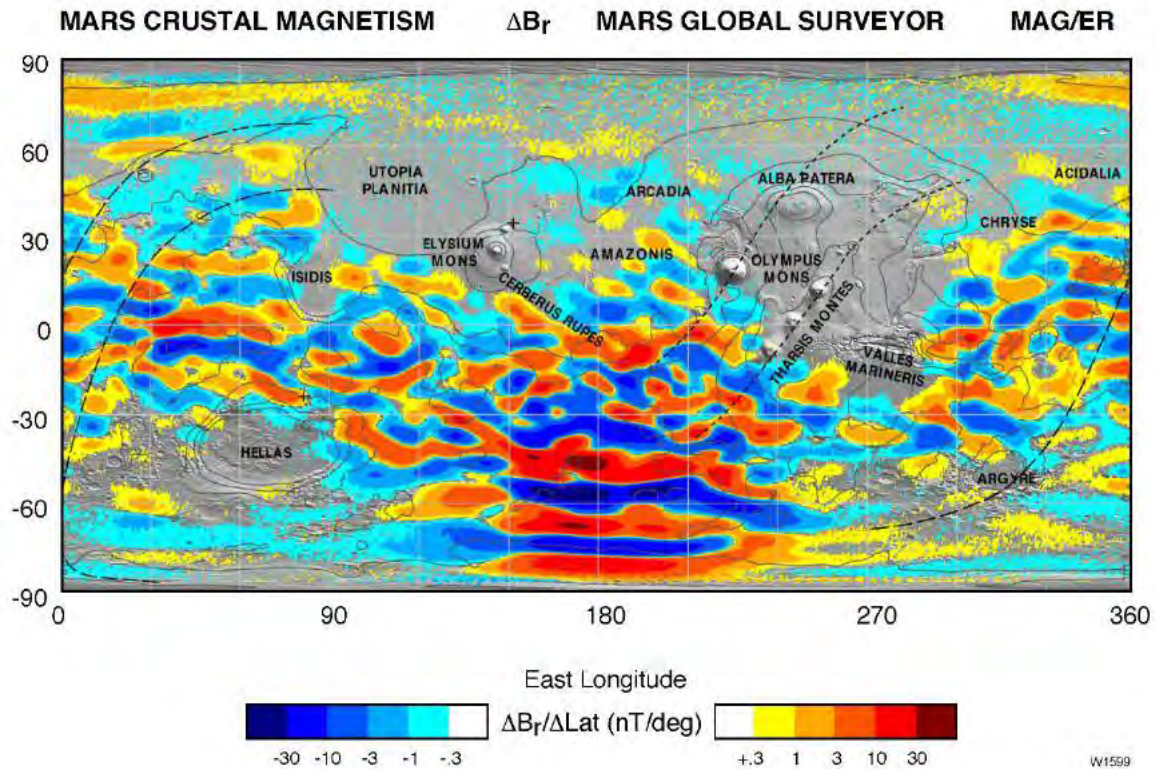 MARS CRUSTAL MAGNETISM ΔBr MARS GLOBAL SURVEYOR MAG/ER
90
60
30
0
-30
-60
-90
UTOPIA
PLANITIA
ARCADIA
ALBA PATERA
ACIDALIA
CHRYSE
ELYSIUM
MONS
AMAZONIS
OLYMPUS
MONS
ISIDIS
CERBERUS RUPES
THARSIS MONTES
VALLES
MARINERIS
HELLAS
ARGYRE
0 90 180 270 360
East Longitude
ΔBr/ΔLat (nT/deg)
-30 -10 -3 -1 -.3 +.3 1 3 10 30
W1599